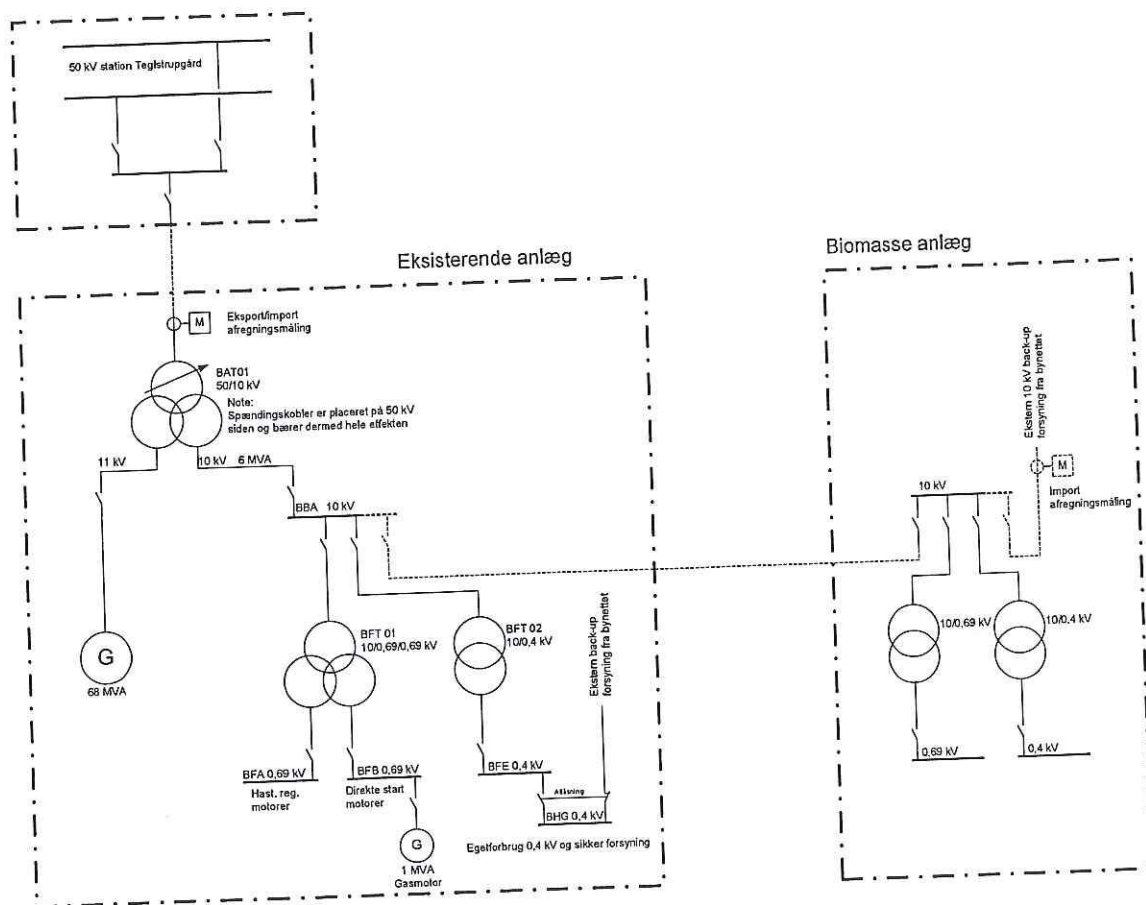 50 kV station Teglstrupgård
Eksisterende anlæg
Biomasse anlæg
M
Eksport/import
afregningsmåling
BAT01
50/10 kV
Note:
Spændingskobler er placeret på 50 kV
siden og bærer dermed hele effekten
11 kV
10 kV 6 MVA
BBA 10 kV
G
68 MVA
BFT 01
10/0,69/0,69 kV
BFT 02
10/0,4 kV
Ekstern back-up
forsyning fra bynettet
BFA 0,69 kV
Hast. reg.
motorer
BFB 0,69 kV
Direkte start
motorer
G
1 MVA
Gasmotor
BFE 0,4 kV
Aflåsning
BHG 0,4 kV
Egetforbrug 0,4 kV og sikker forsyning
Ekstern 10 kV back-up
forsyning fra bynettet
M
Import
afregningsmåling
10 kV
10/0,69 kV
10/0,4 kV
0,69 kV
0,4 kV